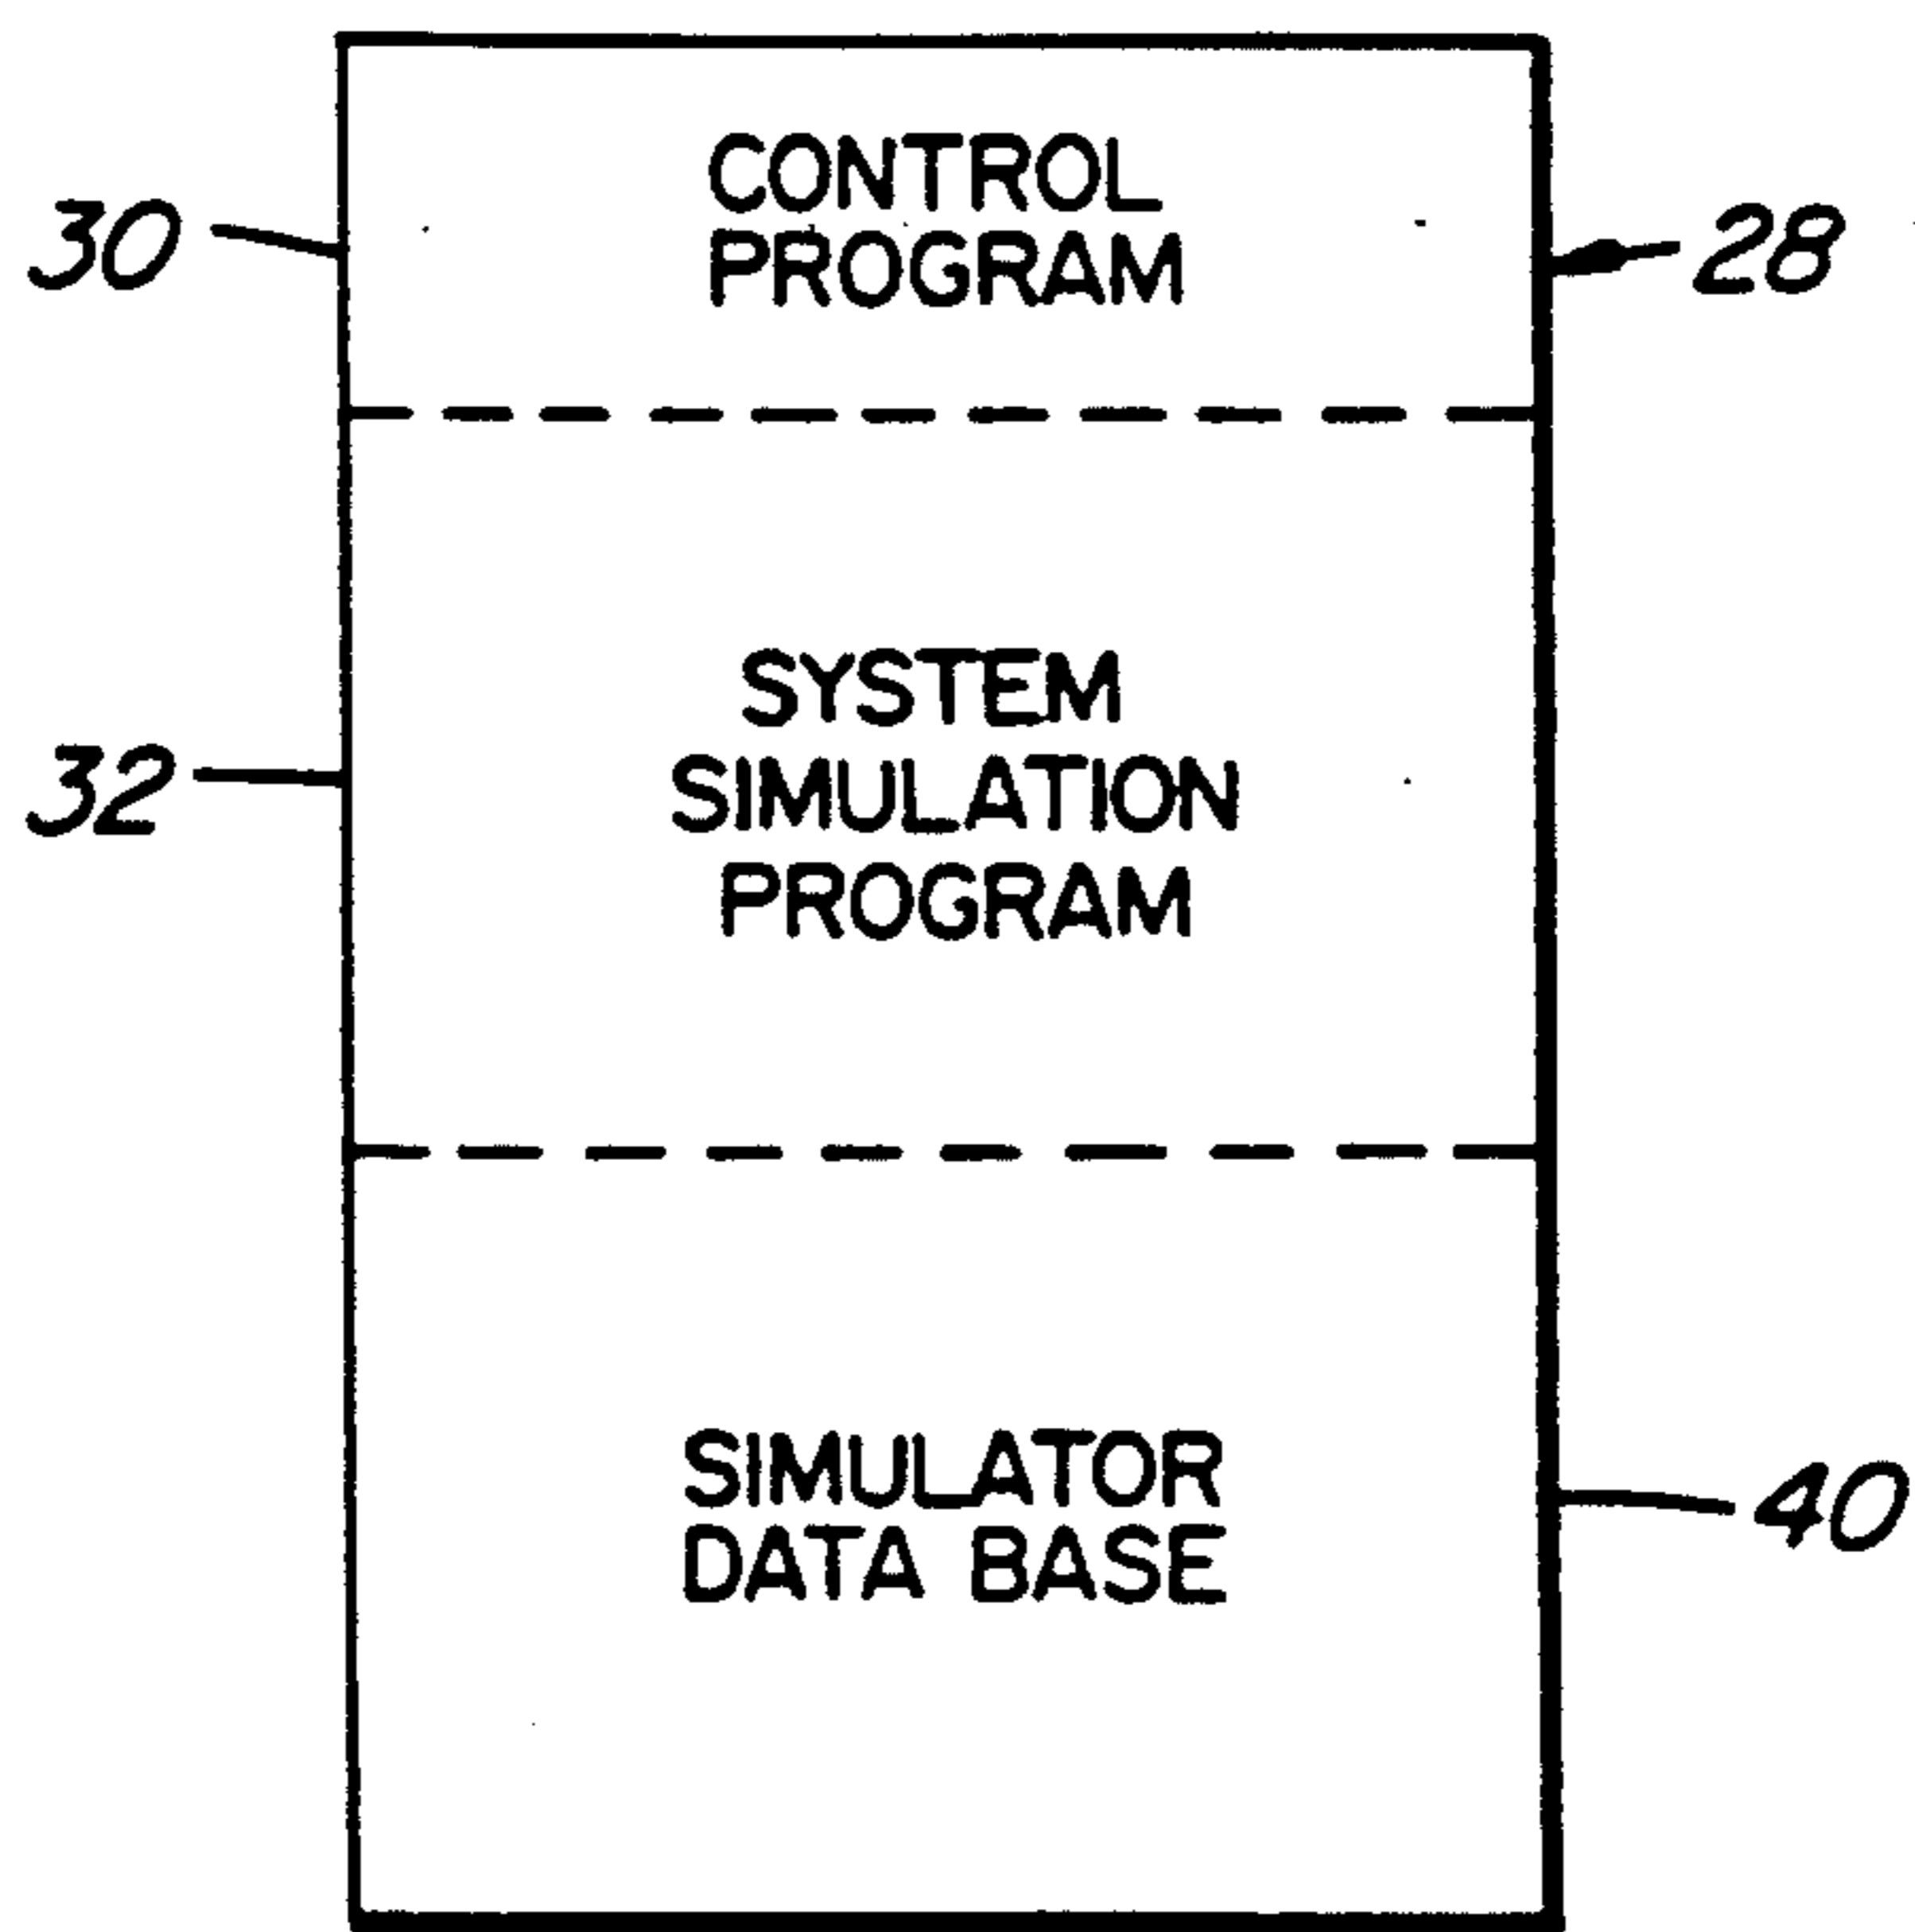 CONTROL
30 PROGRAM 28
SYSTEM
32 SIMULATION
PROGRAM
SIMULATOR
40
DATA BASE